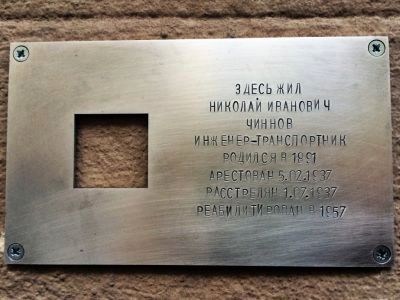 ЗДЕСЬ ЖИЛ
НИКОЛАЙ ИВАНОВИЧ
ЧИННОВ
ИНЖЕНЕР-ТРАНСПОРТНИК
РОДИЛСЯ В 1891
АРЕСТОВАН 5.02.1937
РАССТРЕЛЯН 1.07.1937
РЕАБИЛИТИРОВАН В 1957